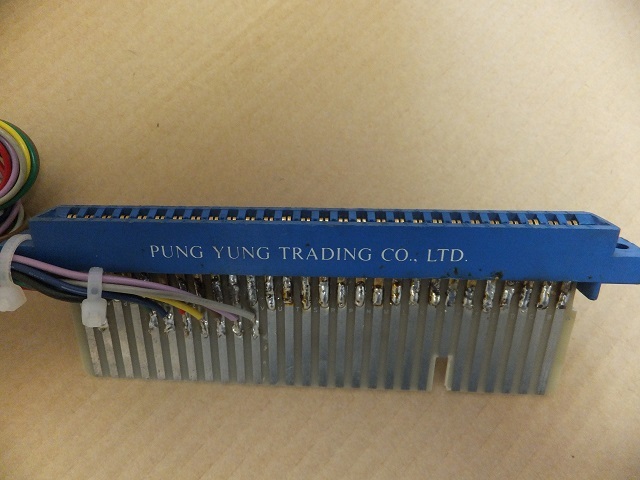 PUNG YUNG TRADING CO., LTD.